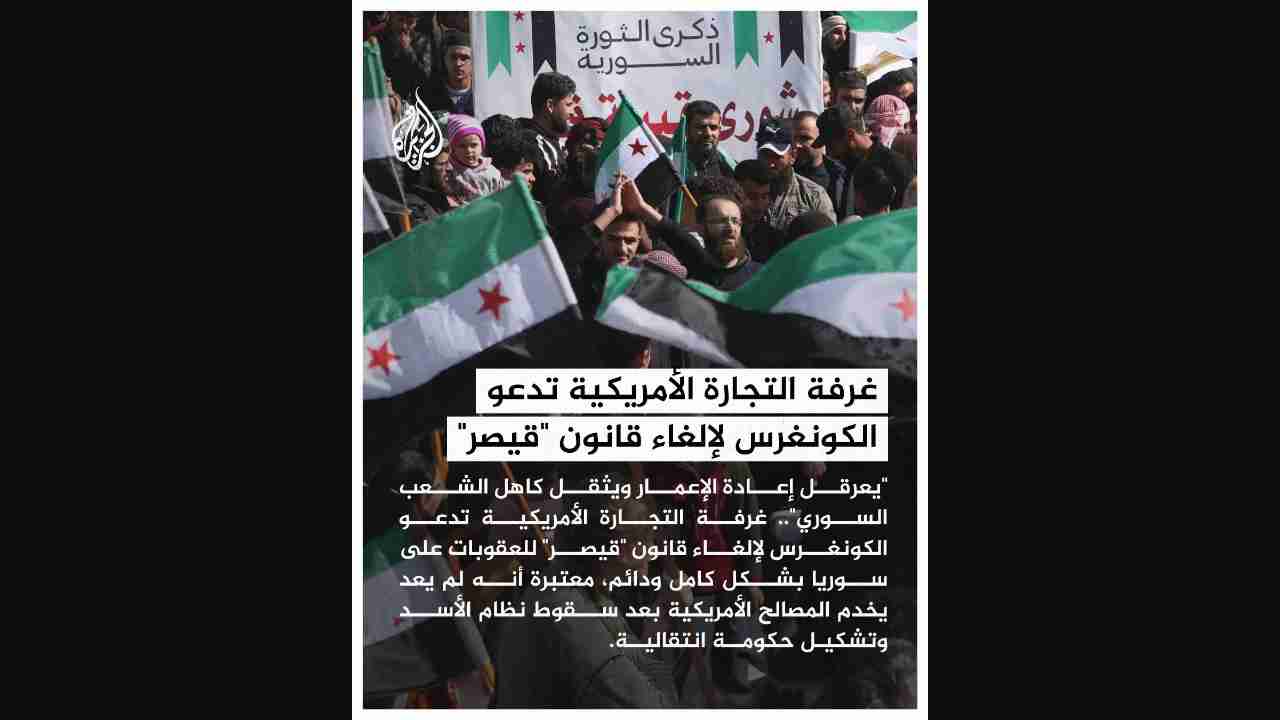 ذكرى الثورة
السورية
شورى
الجزيرة
غرفة التجارة الأمريكية تدعو
الكونغرس لإلغاء قانون "قيصر"
"يعرقل إعادة الإعمار ويثقل كاهل الشعب
السوري".. غرفة التجارة الأمريكية تدعو
الكونغرس لإلغاء قانون "قيصر" للعقوبات على
سوريا بشكل كامل ودائم، معتبرة أنه لم يعد
يخدم المصالح الأمريكية بعد سقوط نظام الأسد
وتشكيل حكومة انتقالية.